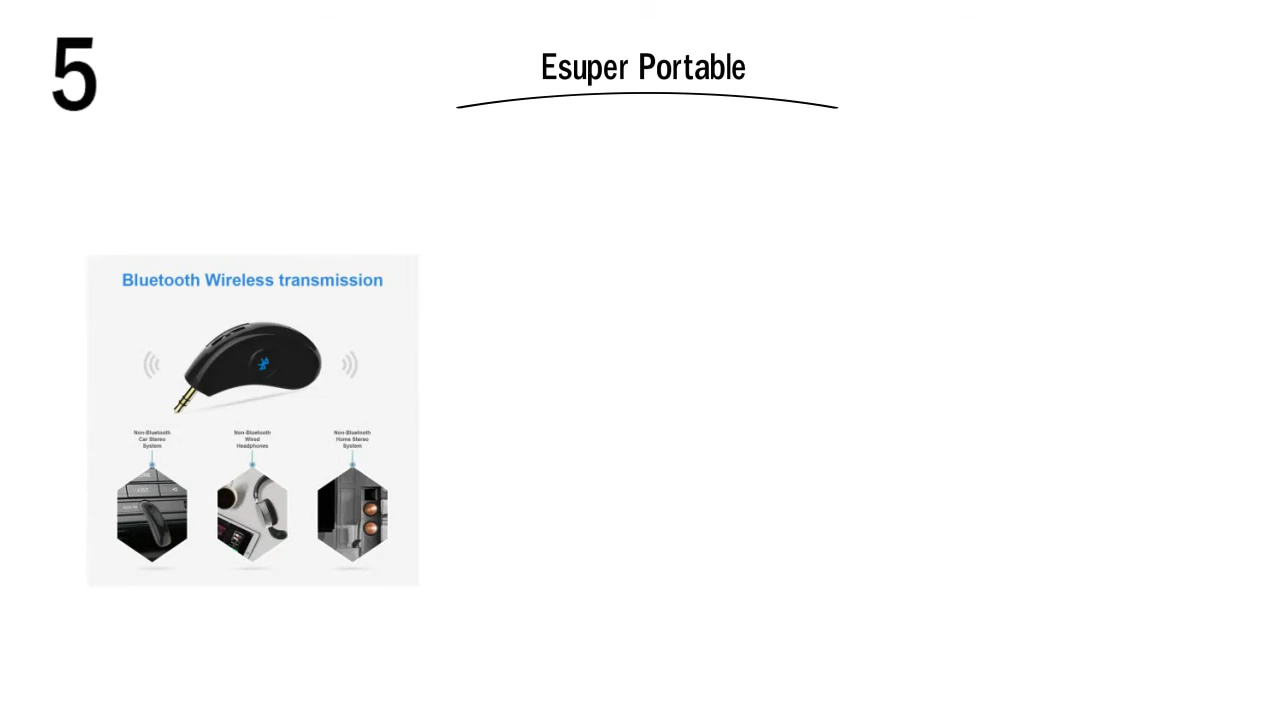 5
Esuper Portable
Bluetooth Wireless transmission
Non-Bluetooth
Car Stereo
System
Non-Bluetooth
Wired
Headphones
Non-Bluetooth
Home Stereo
System